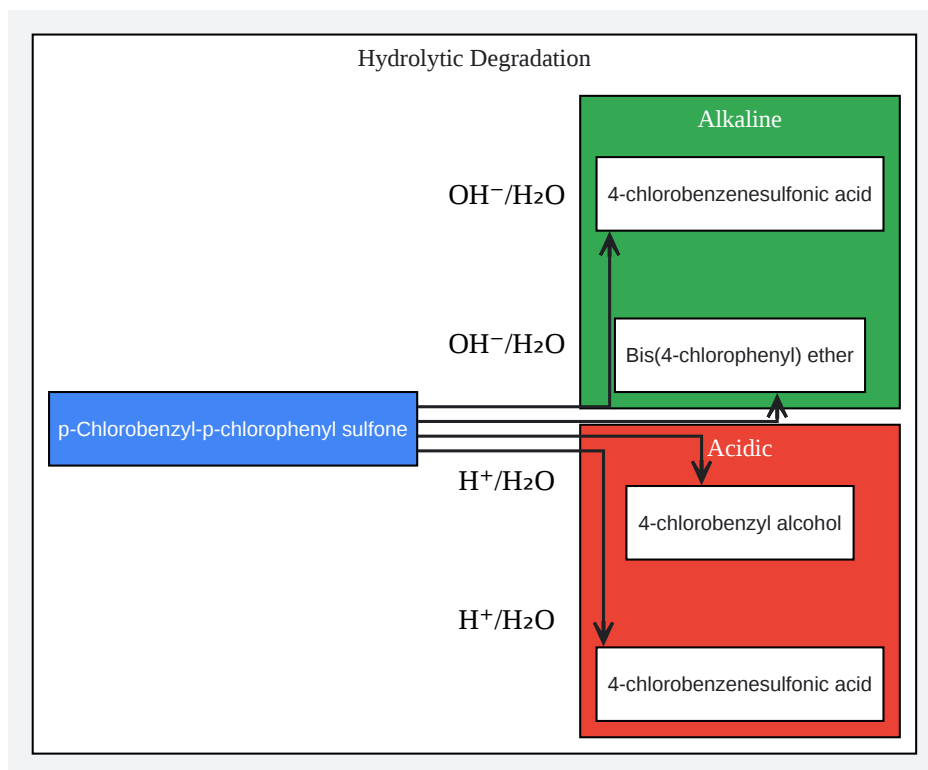 Hydrolytic Degradation
Alkaline
OH⁻/H₂O
4-chlorobenzenesulfonic acid
OH⁻/H₂O
Bis(4-chlorophenyl) ether
p-Chlorobenzyl-p-chlorophenyl sulfone
Acidic
H⁺/H₂O
4-chlorobenzyl alcohol
H⁺/H₂O
4-chlorobenzenesulfonic acid